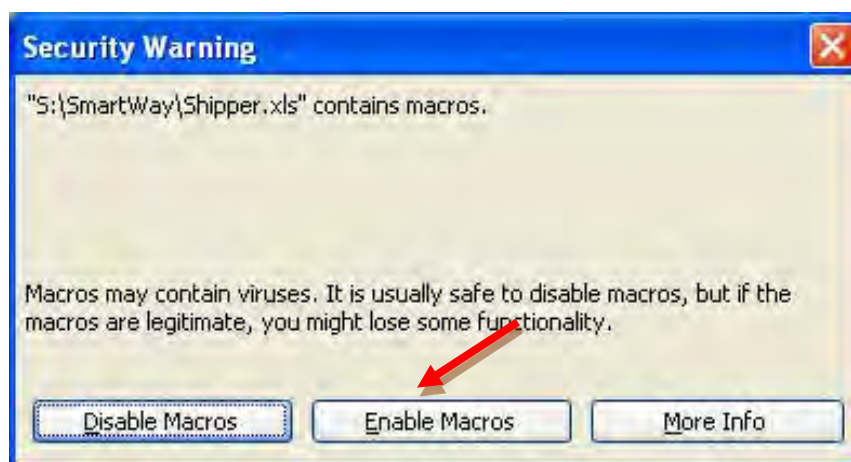 Security Warning
"S:\SmartWay\Shipper.xls" contains macros.
Macros may contain viruses. It is usually safe to disable macros, but if the
macros are legitimate, you might lose some functionality.
Disable Macros
Enable Macros
More Info